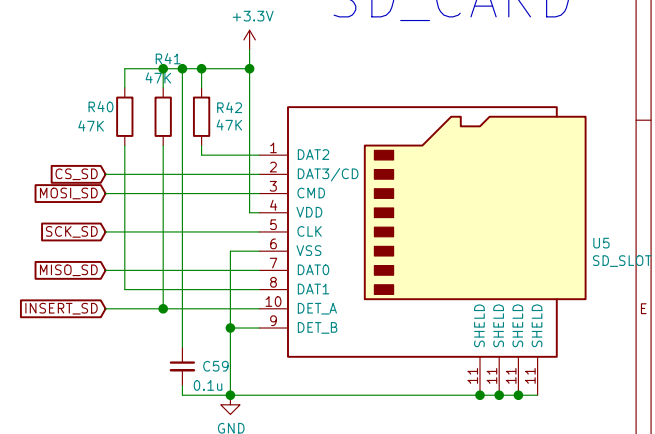 SD_CARD
+3.3V
R41
47K
R40
47K
R42
47K
1 DAT2
CS_SD 2 DAT3/CD
MOSI_SD 3 CMD
4 VDD
SCK_SD 5 CLK
6 VSS
MISO_SD 7 DAT0
8 DAT1
INSERT_SD 10 DET_A
9 DET_B
U5
SD_SLOT
E
SHELD SHELD SHELD SHELD
11 11 11 11
C59
0.1u
GND